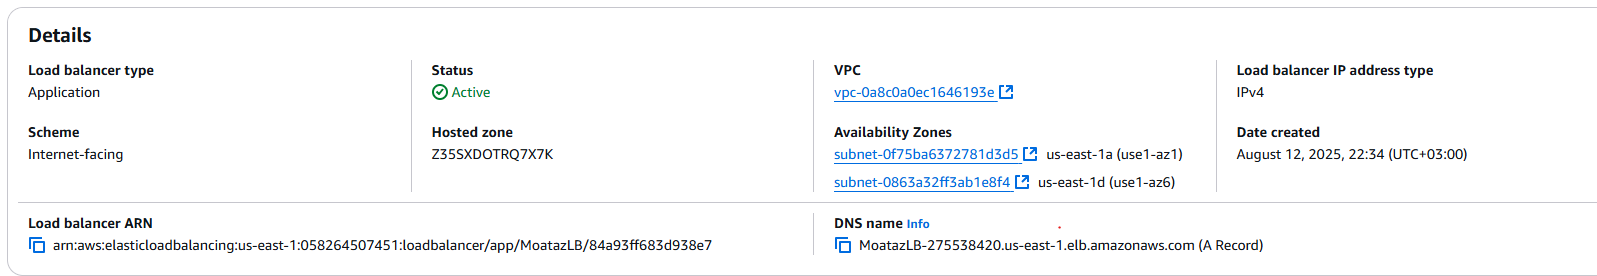 Details
Load balancer type
Application
Status
Active
VPC
vpc-0a8c0a0ec1646193e
Load balancer IP address type
IPv4
Scheme
Internet-facing
Hosted zone
Z35SXDOTRQ7X7K
Availability Zones
subnet-0f75ba6372781d3d5 us-east-1a (use1-az1)
subnet-0863a32ff3ab1e8f4 us-east-1d (use1-az6)
Date created
August 12, 2025, 22:34 (UTC+03:00)
Load balancer ARN
arn:aws:elasticloadbalancing:us-east-1:058264507451:loadbalancer/app/MoatazLB/84a93ff683d938e7
DNS name Info
MoatazLB-275538420.us-east-1.elb.amazonaws.com (A Record)